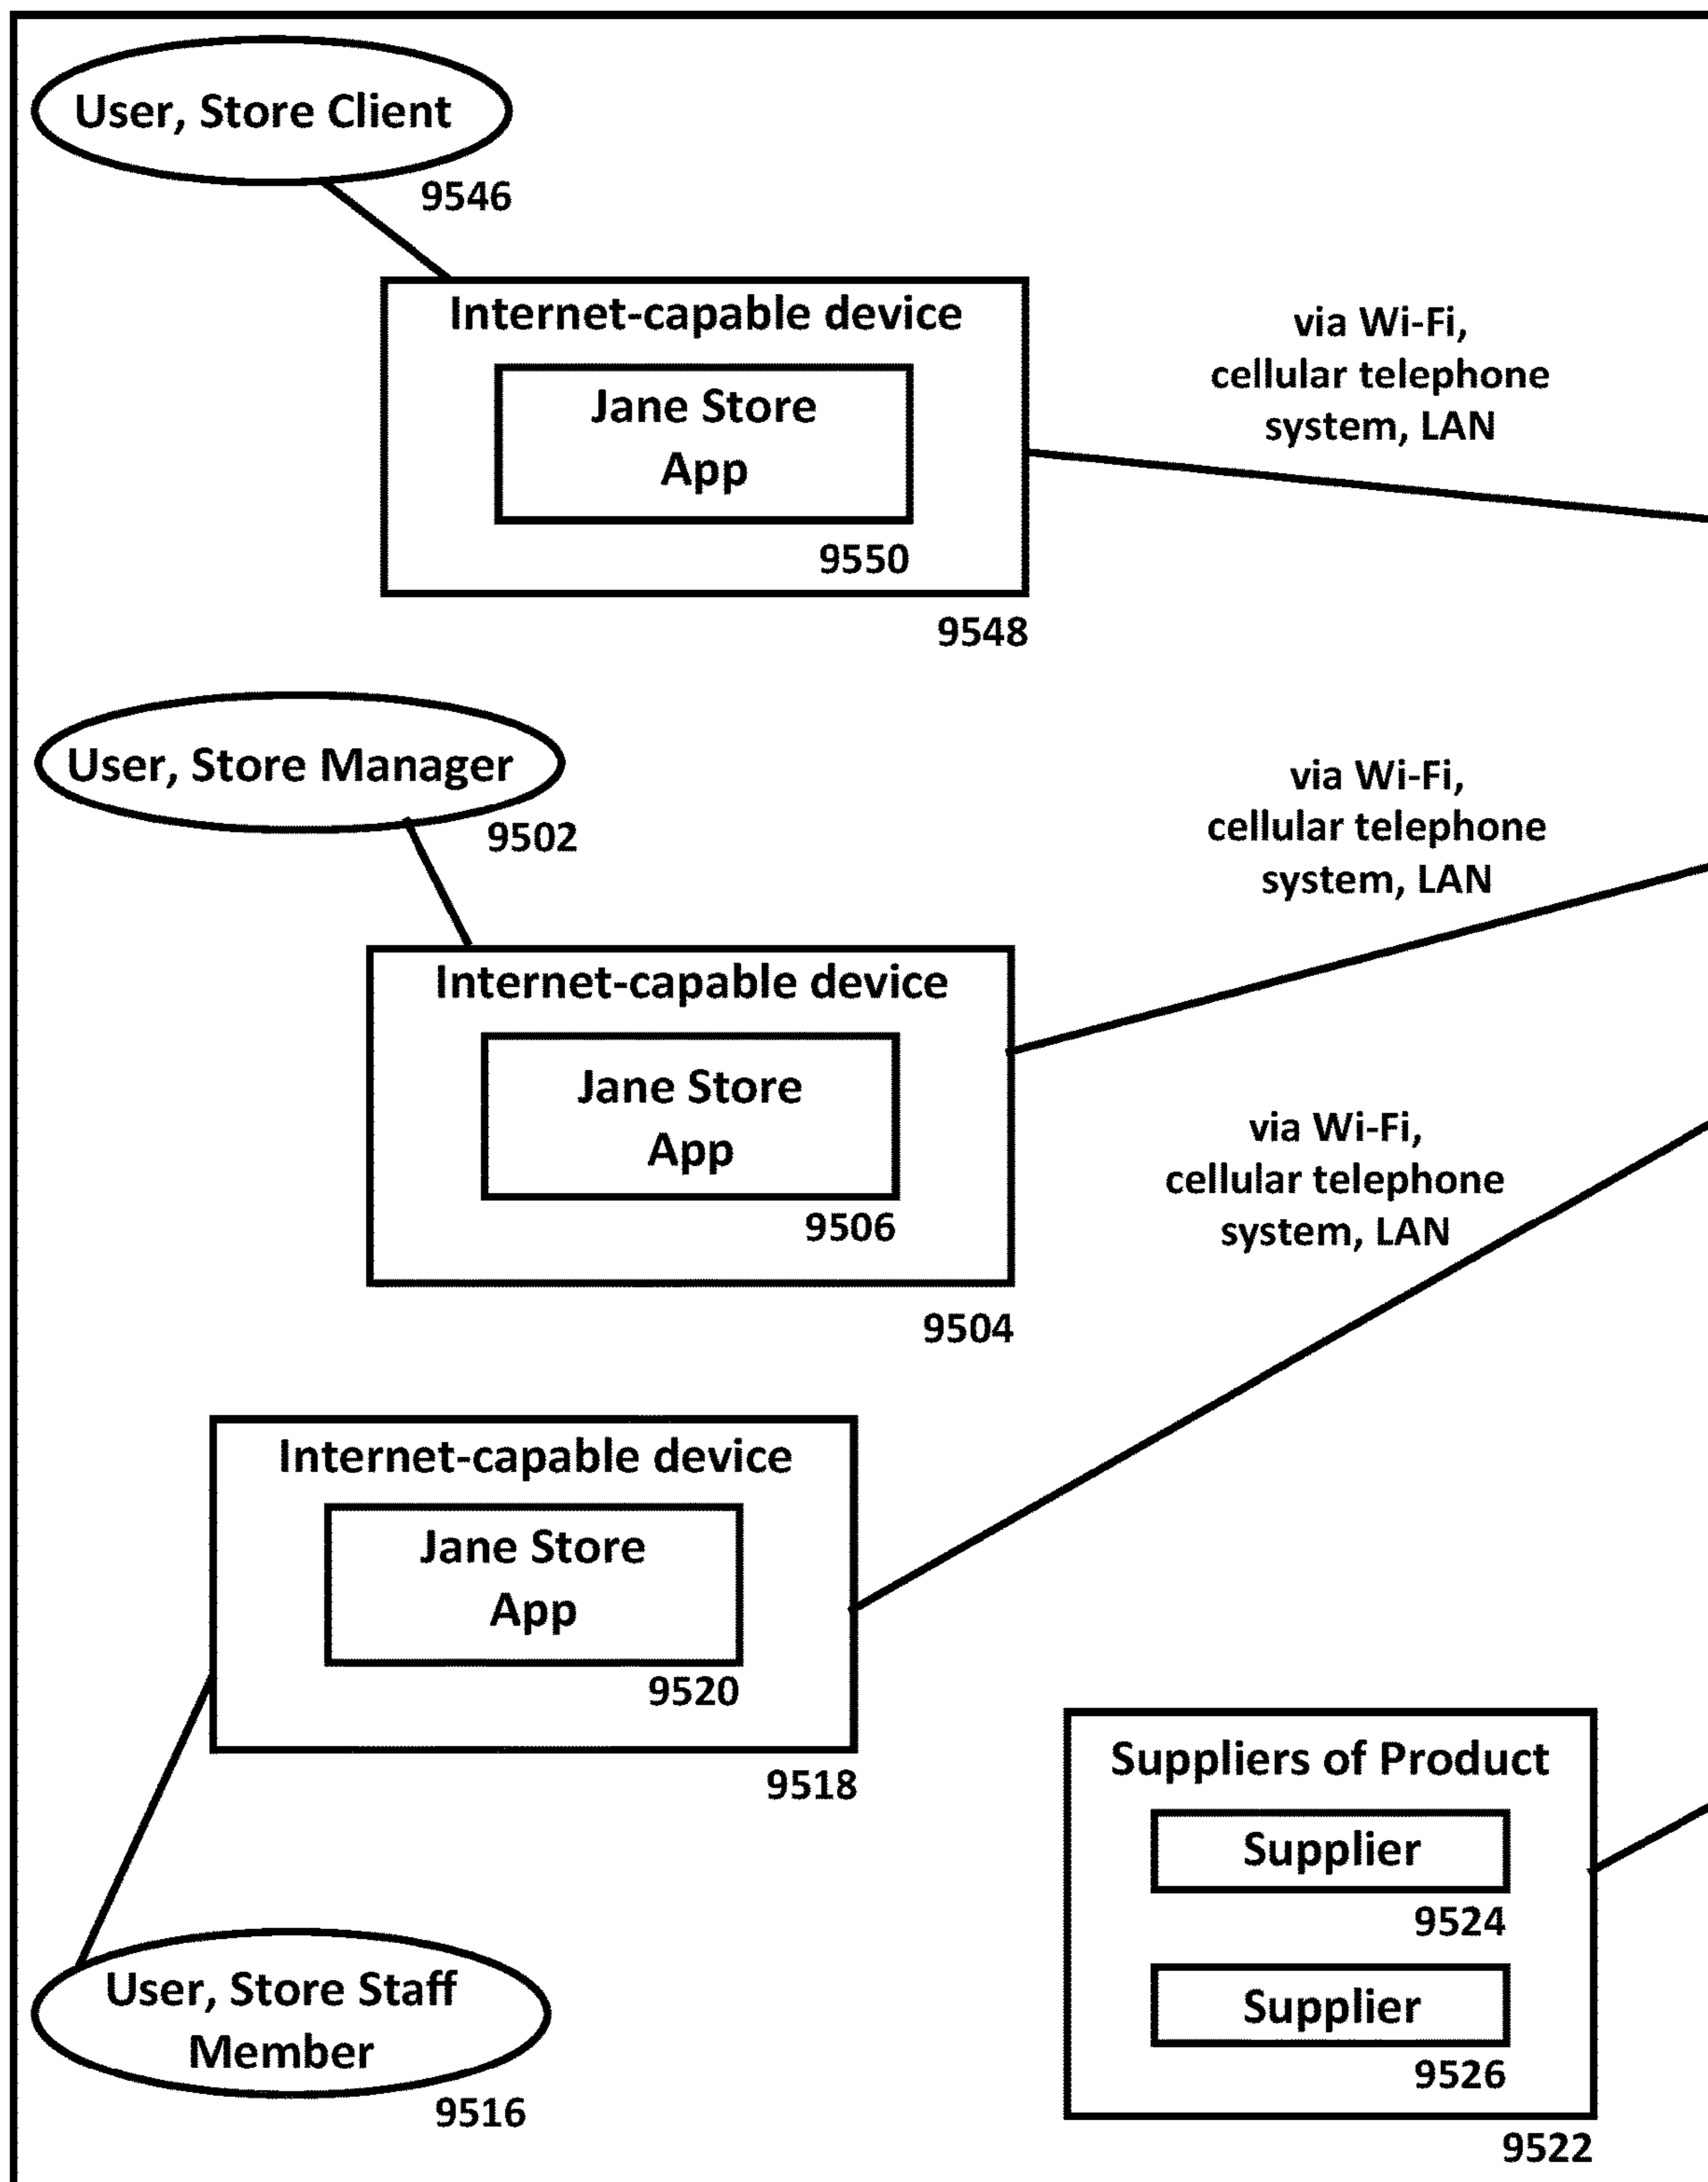 User, Store Client
9546
Internet-capable device
Jane Store
App
9550
9548
via Wi-Fi,
cellular telephone
system, LAN
User, Store Manager
9502
Internet-capable device
Jane Store
App
9506
9504
via Wi-Fi,
cellular telephone
system, LAN
via Wi-Fi,
cellular telephone
system, LAN
Internet-capable device
Jane Store
App
9520
9518
User, Store Staff
Member
9516
Suppliers of Product
Supplier
9524
Supplier
9526
9522